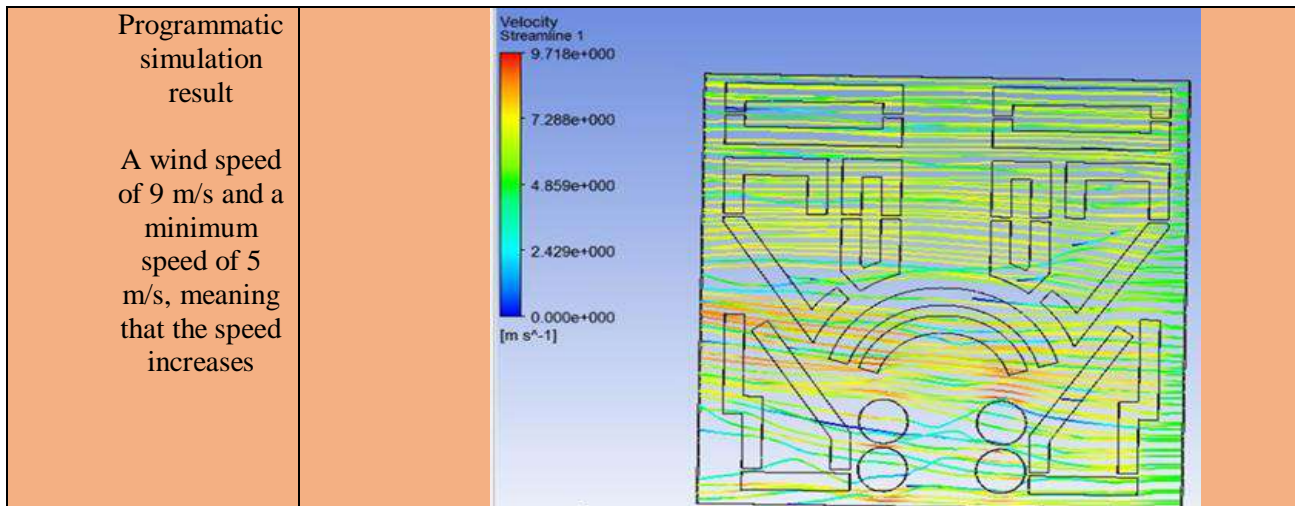 Programmatic
simulation
result
A wind speed
of 9 m/s and a
minimum
speed of 5
m/s, meaning
that the speed
increases
Velocity
Streamline 1
9.718e+000
7.288e+000
4.859e+000
2.429e+000
0.000e+000
[m s^-1]